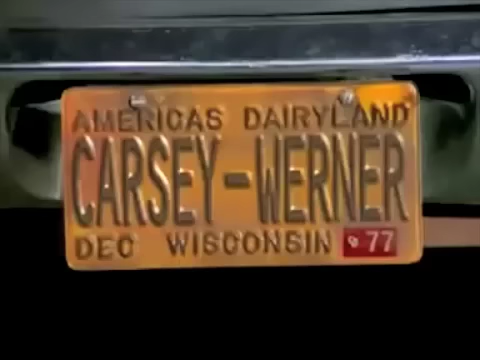 AMERICAS DAIRYLAND
CARSEY-WERNER
DEC WISCONSIN 77